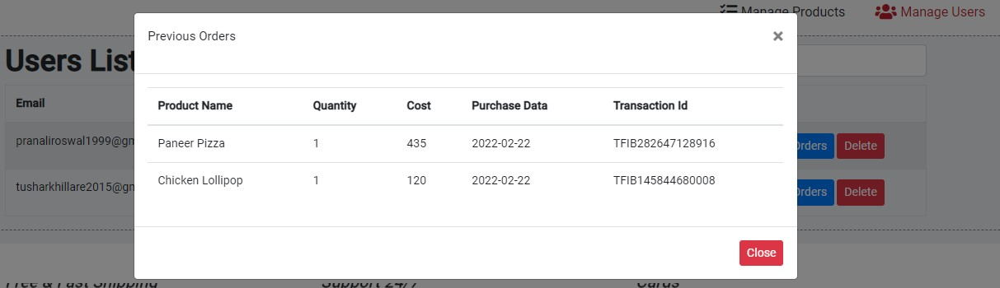 Manage Products Manage Users
Previous Orders ×
Users List
Email
Product Name Quantity Cost Purchase Data Transaction Id
pranaliroswal1999@gm Paneer Pizza 1 435 2022-02-22 TFIB282647128916 Orders Delete
Chicken Lollipop 1 120 2022-02-22 TFIB145844680008
tusharkhillare2015@gm Orders Delete
Close
Free & Fast Shipping Support 24/7 Cards